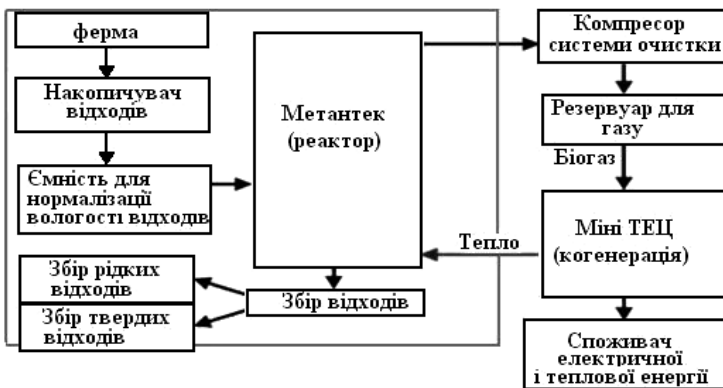 ферма
Накопичувач
відходів
Ємність для
нормалізації
вологості відходів
Метантек
(реактор)
Збір відходів
Збір рідких
відходів
Збір твердих
відходів
Компресор
системи очистки
Резервуар для
газу
Біогаз
Міні ТЕЦ
(когенерація)
Тепло
Споживач
електричної
і теплової енергії